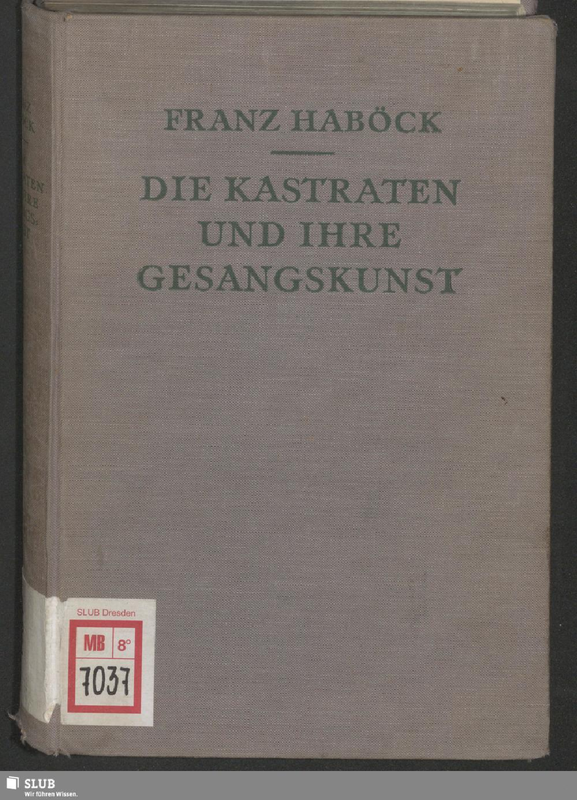 FRANZ HABÖCK
DIE KASTRATEN
UND IHRE
GESANGSKUNST
SLUB Dresden
MB 8°
7037
SLUB
Wir führen Wissen.